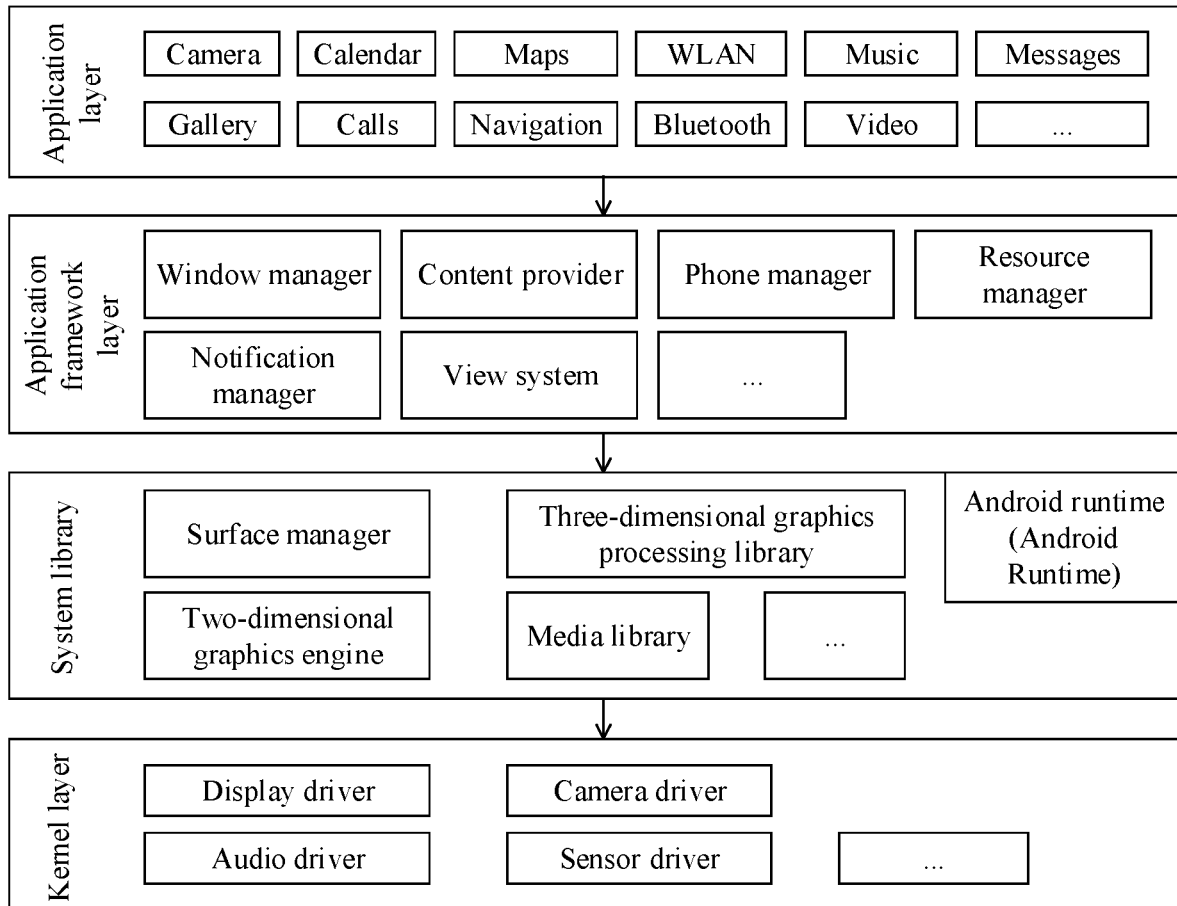 Application
layer
Camera
Calendar
Maps
WLAN
Music
Messages
Gallery
Calls
Navigation
Bluetooth
Video
...
Application
framework
layer
Window manager
Content provider
Phone manager
Resource
manager
Notification
manager
View system
...
System library
Surface manager
Three-dimensional graphics
processing library
Android runtime
(Android
Runtime)
Two-dimensional
graphics engine
Media library
...
Kernel layer
Display driver
Camera driver
Audio driver
Sensor driver
...